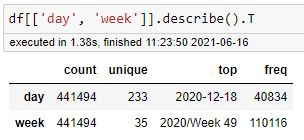 df[['day', 'week']].describe().T
executed in 1.38s, finished 11:23:50 2021-06-16
count unique top freq
day 441494 233 2020-12-18 40834
week 441494 35 2020/Week 49 110116